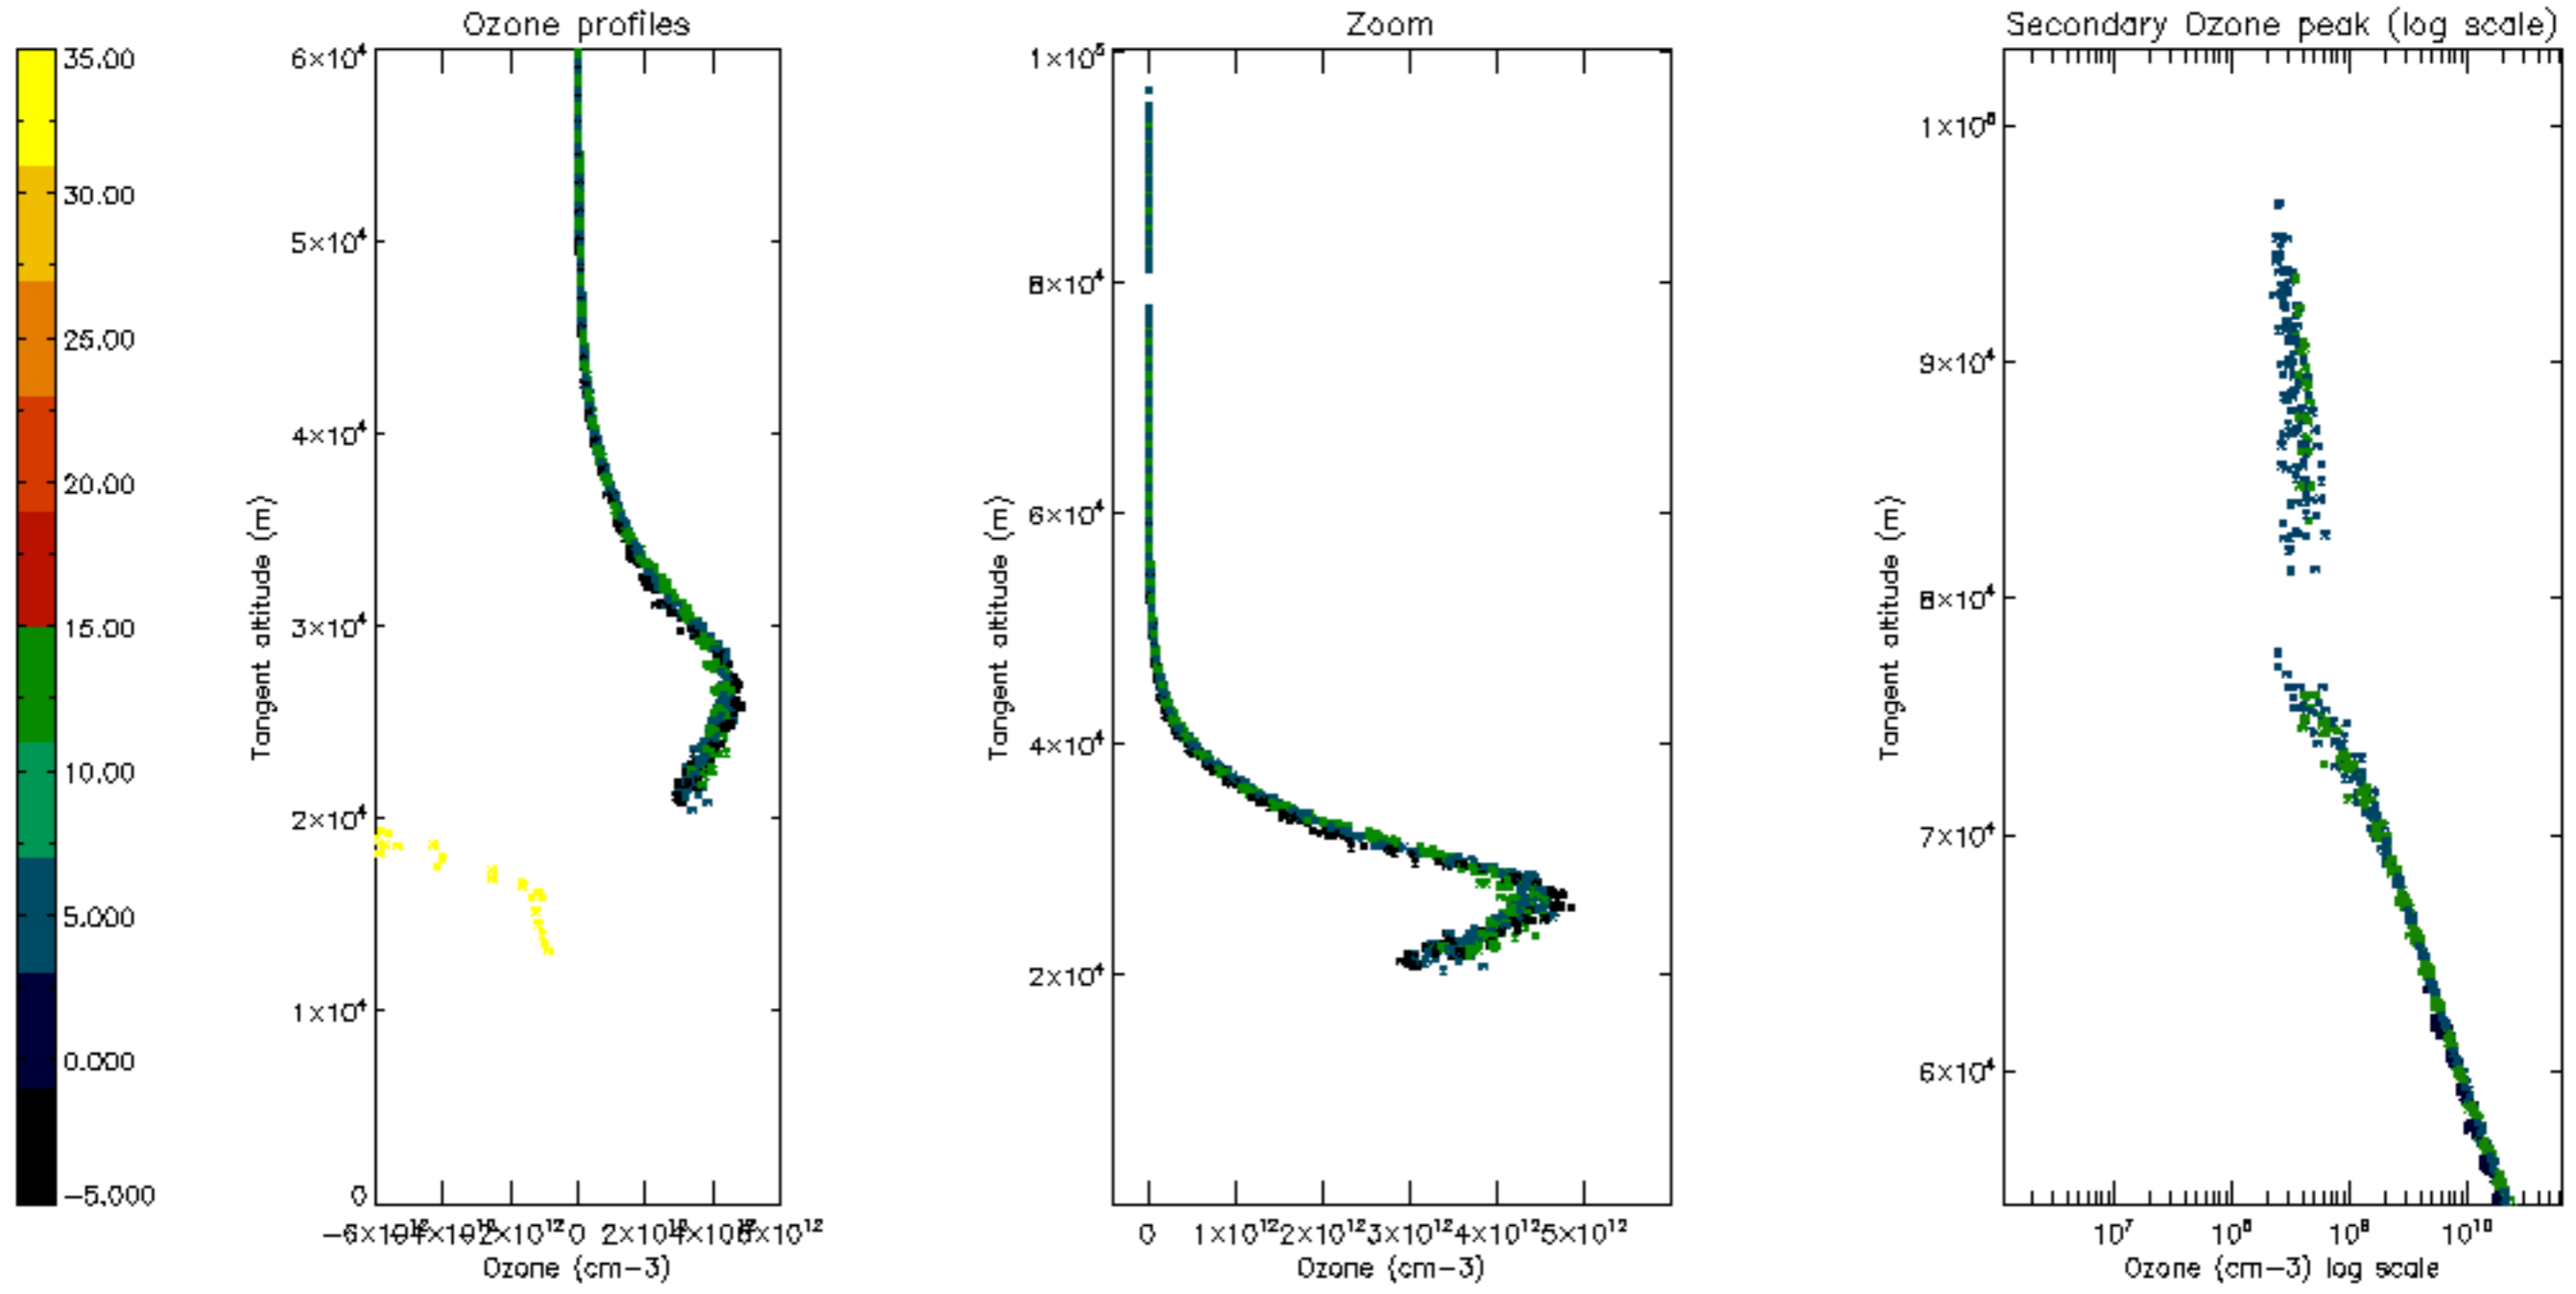 Ozone profiles
Zoom
Secondary Ozone peak (log scale)
35.00
30.00
25.00
20.00
15.00
10.00
5.000
0.000
−5.000
6×10⁴
5×10⁴
4×10⁴
3×10⁴
2×10⁴
1×10⁴
0
Tangent altitude (m)
0
Ozone (cm−3)
1×10⁵
8×10⁴
6×10⁴
4×10⁴
2×10⁴
Tangent altitude (m)
0 1×10¹² 2×10¹² 3×10¹² 4×10¹² 5×10¹²
Ozone (cm−3)
1×10⁵
9×10⁴
8×10⁴
7×10⁴
6×10⁴
Tangent altitude (m)
10⁷ 10⁸ 10⁹ 10¹⁰
Ozone (cm−3) log scale